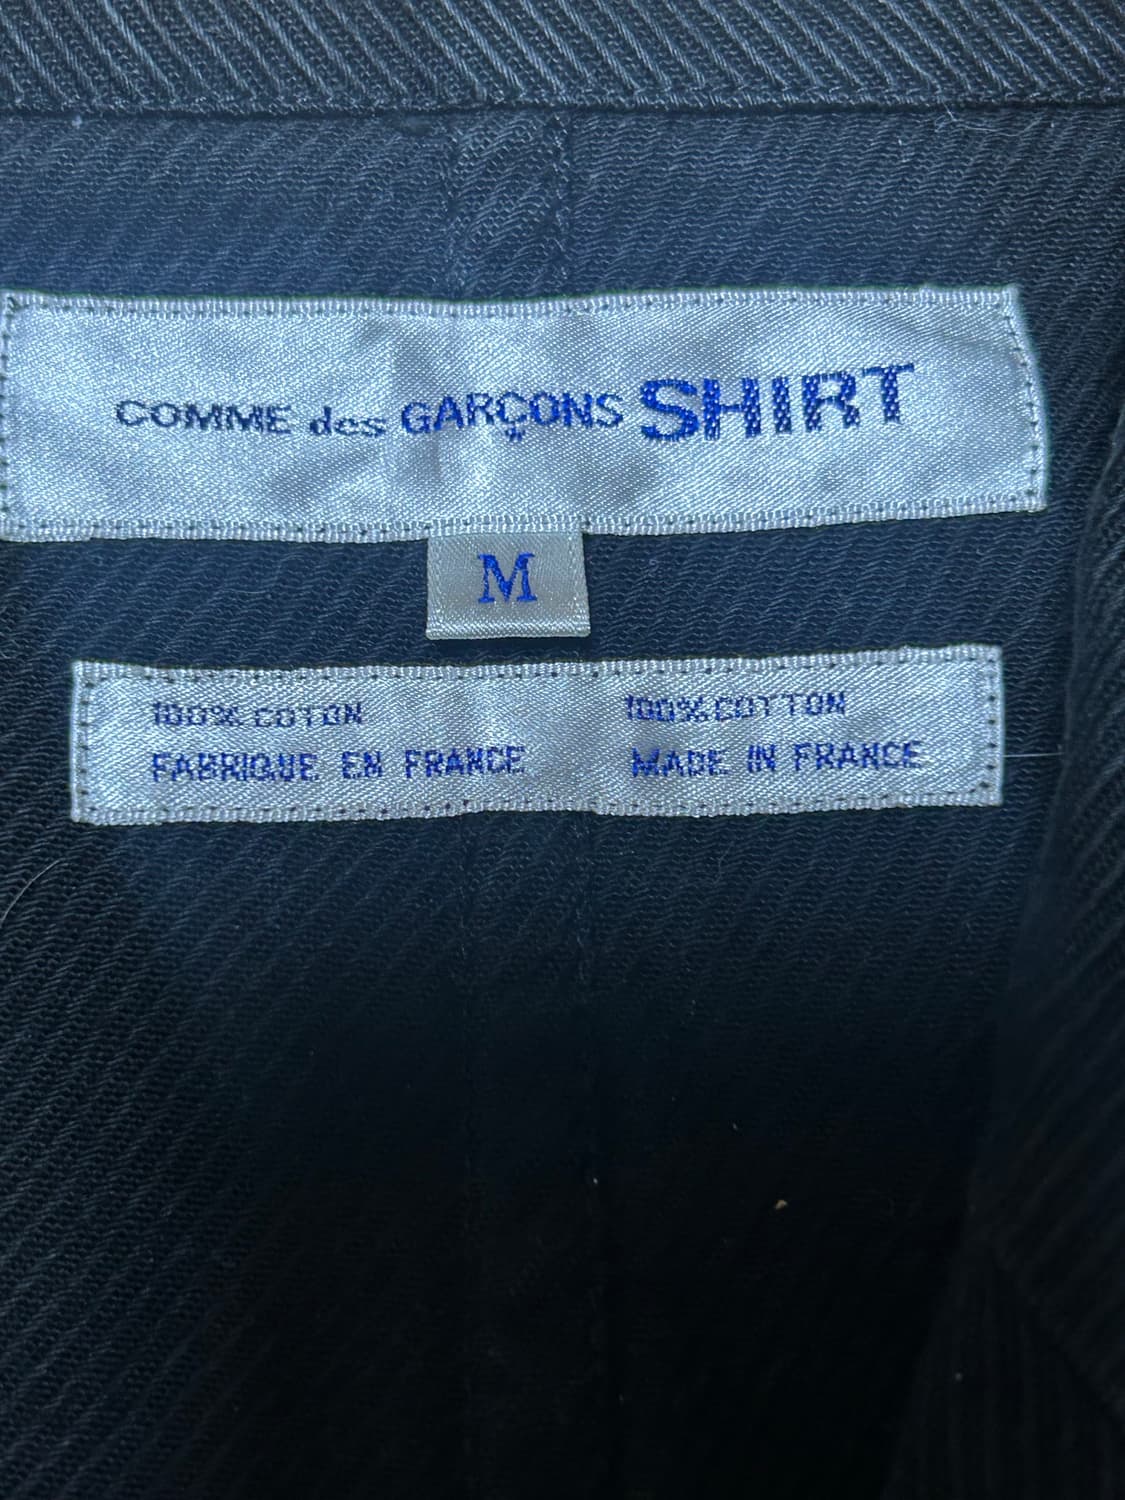 COMME des GARÇONS SHIRT
M
100% COTON
FABRIQUE EN FRANCE
100% COTTON
MADE IN FRANCE